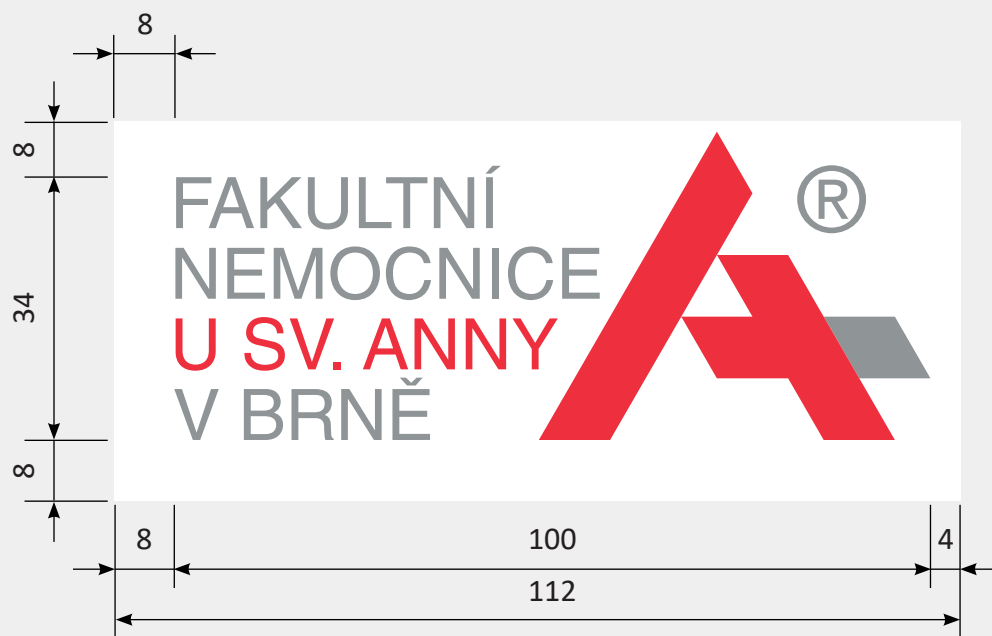 8
8
FAKULTNÍ
®
NEMOCNICE
34
U SV. ANNY
V BRNĚ
8
8
100
4
112